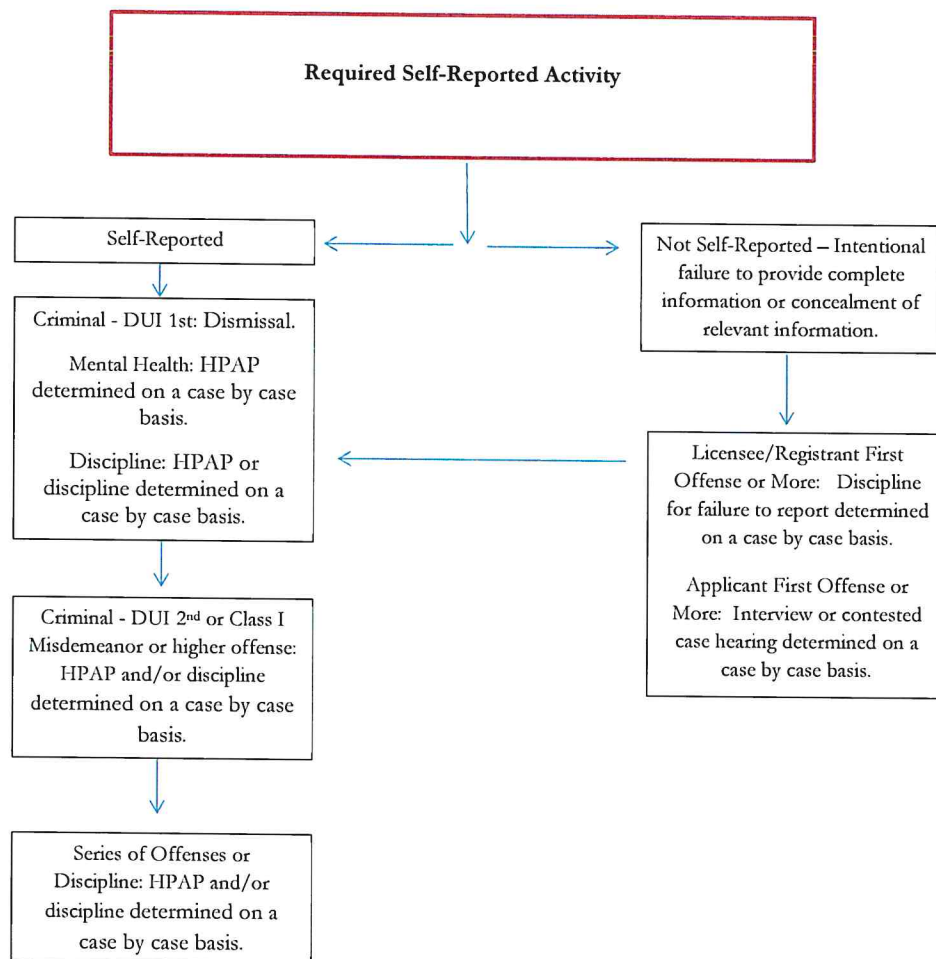 Required Self-Reported Activity
Self-Reported
Criminal - DUI 1st: Dismissal.
Mental Health: HPAP
determined on a case by case
basis.
Discipline: HPAP or
discipline determined on a
case by case basis.
Criminal - DUI 2nd or Class I
Misdemeanor or higher offense:
HPAP and/or discipline
determined on a case by case
basis.
Series of Offenses or
Discipline: HPAP and/or
discipline determined on a
case by case basis.
Not Self-Reported – Intentional
failure to provide complete
information or concealment of
relevant information.
Licensee/Registrant First
Offense or More: Discipline
for failure to report determined
on a case by case basis.
Applicant First Offense or
More: Interview or contested
case hearing determined on a
case by case basis.